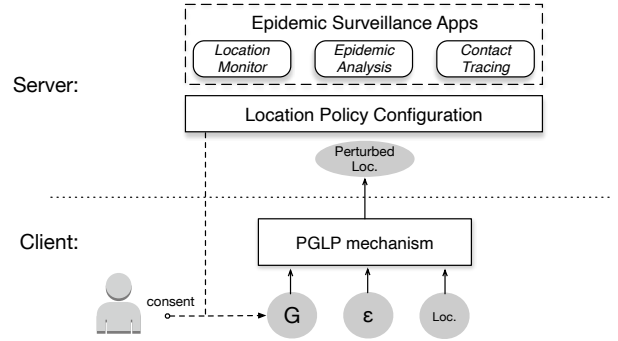 Epidemic Surveillance Apps
Location
Monitor
Epidemic
Analysis
Contact
Tracing
Server:
Location Policy Configuration
Perturbed
Loc.
Client:
PGLP mechanism
consent
G
ε
Loc.